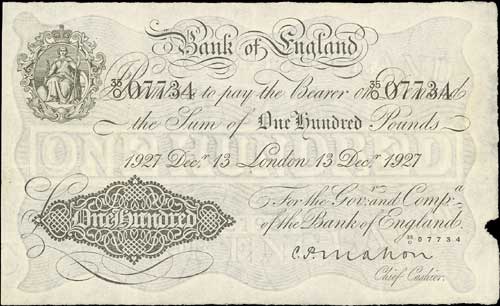 Bank of England
35/O 07734 to pay the Bearer on 35/O 07734
the Sum of One Hundred Pounds
1927 Decr 13 London 13 Decr 1927
For the Govr and Compa
of the Bank of England.
35/O 07734
One Hundred
C.P. Mahon
Chief Cashier.